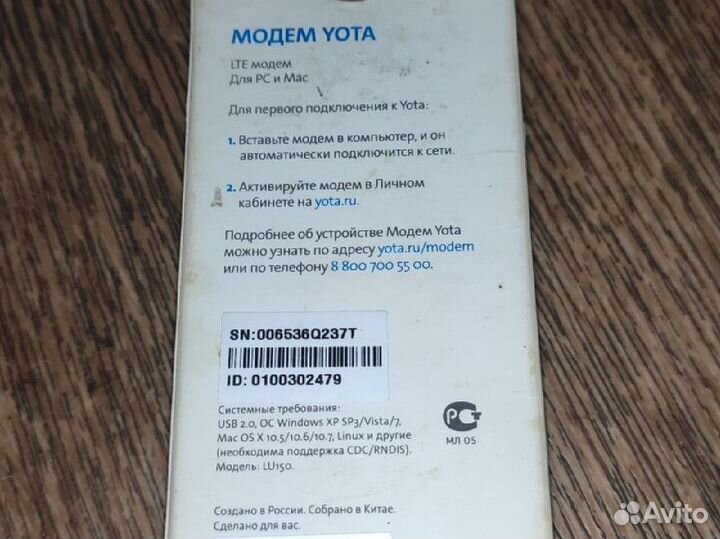 МОДЕМ YOTA
LTE модем
Для PC и Mac
Для первого подключения к Yota:
1. Вставьте модем в компьютер, и он
автоматически подключится к сети.
2. Активируйте модем в Личном
кабинете на yota.ru.
Подробнее об устройстве Модем Yota
можно узнать по адресу yota.ru/modem
или по телефону 8 800 700 55 00.
SN:006536Q237T
ID: 0100302479
Системные требования:
USB 2.0, ОС Windows XP SP3/Vista/7,
Mac OS X 10.5/10.6/10.7, Linux и другие
(необходима поддержка CDC/RNDIS).
Модель: LU150.
РСТ
МЛ 05
Создано в России. Собрано в Китае.
Сделано для вас.
Avito